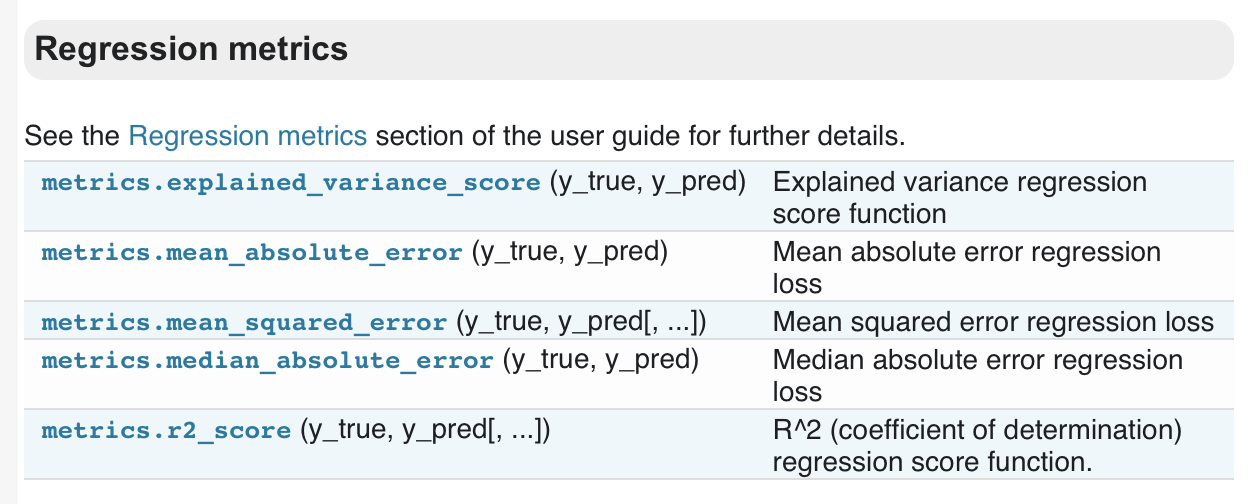 Regression metrics
See the Regression metrics section of the user guide for further details.
metrics.explained_variance_score (y_true, y_pred) Explained variance regression
score function
metrics.mean_absolute_error (y_true, y_pred) Mean absolute error regression
loss
metrics.mean_squared_error (y_true, y_pred[, ...]) Mean squared error regression loss
metrics.median_absolute_error (y_true, y_pred) Median absolute error regression
loss
metrics.r2_score (y_true, y_pred[, ...]) R^2 (coefficient of determination)
regression score function.